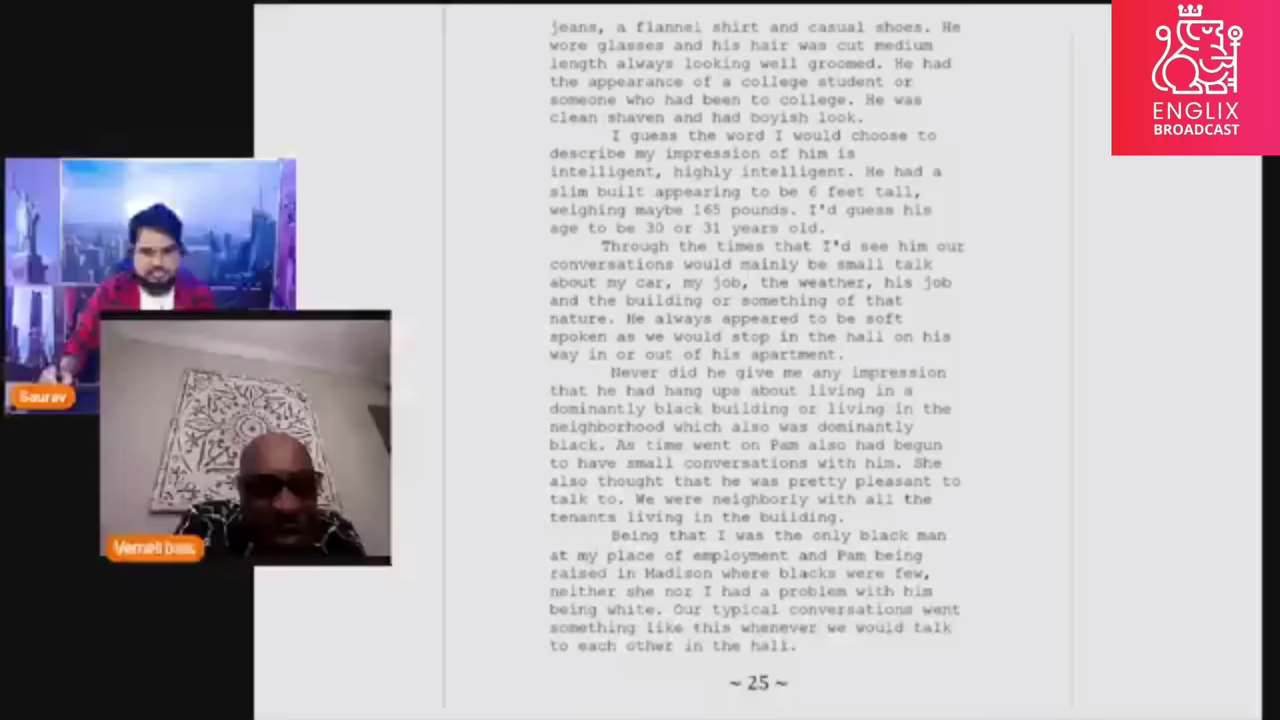 jeans, a flannel shirt and casual shoes. He
wore glasses and his hair was cut medium
length always looking well groomed. He had
the appearance of a college student or
someone who had been to college. He was
clean shaven and had boyish look.
I guess the word I would choose to
describe my impression of him is
intelligent, highly intelligent. He had a
slim built appearing to be 6 feet tall,
weighing maybe 165 pounds. I'd guess his
age to be 30 or 31 years old.
Through the times that I'd see him our
conversations would mainly be small talk
about my car, my job, the weather, his job
and the building or something of that
nature. He always appeared to be soft
spoken as we would stop in the hall on his
way in or out of his apartment.
Never did he give me any impression
that he had hang ups about living in a
dominantly black building or living in the
neighborhood which also was dominantly
black. As time went on Pam also had begun
to have small conversations with him. She
also thought that he was pretty pleasant to
talk to. We were neighborly with all the
tenants living in the building.
Being that I was the only black man
at my place of employment and Pam being
raised in Madison where blacks were few,
neither she nor I had a problem with him
being white. Our typical conversations went
something like this whenever we would talk
to each other in the hall.
~ 25 ~
ENGLIX
BROADCAST
Saurav
Vernell bass